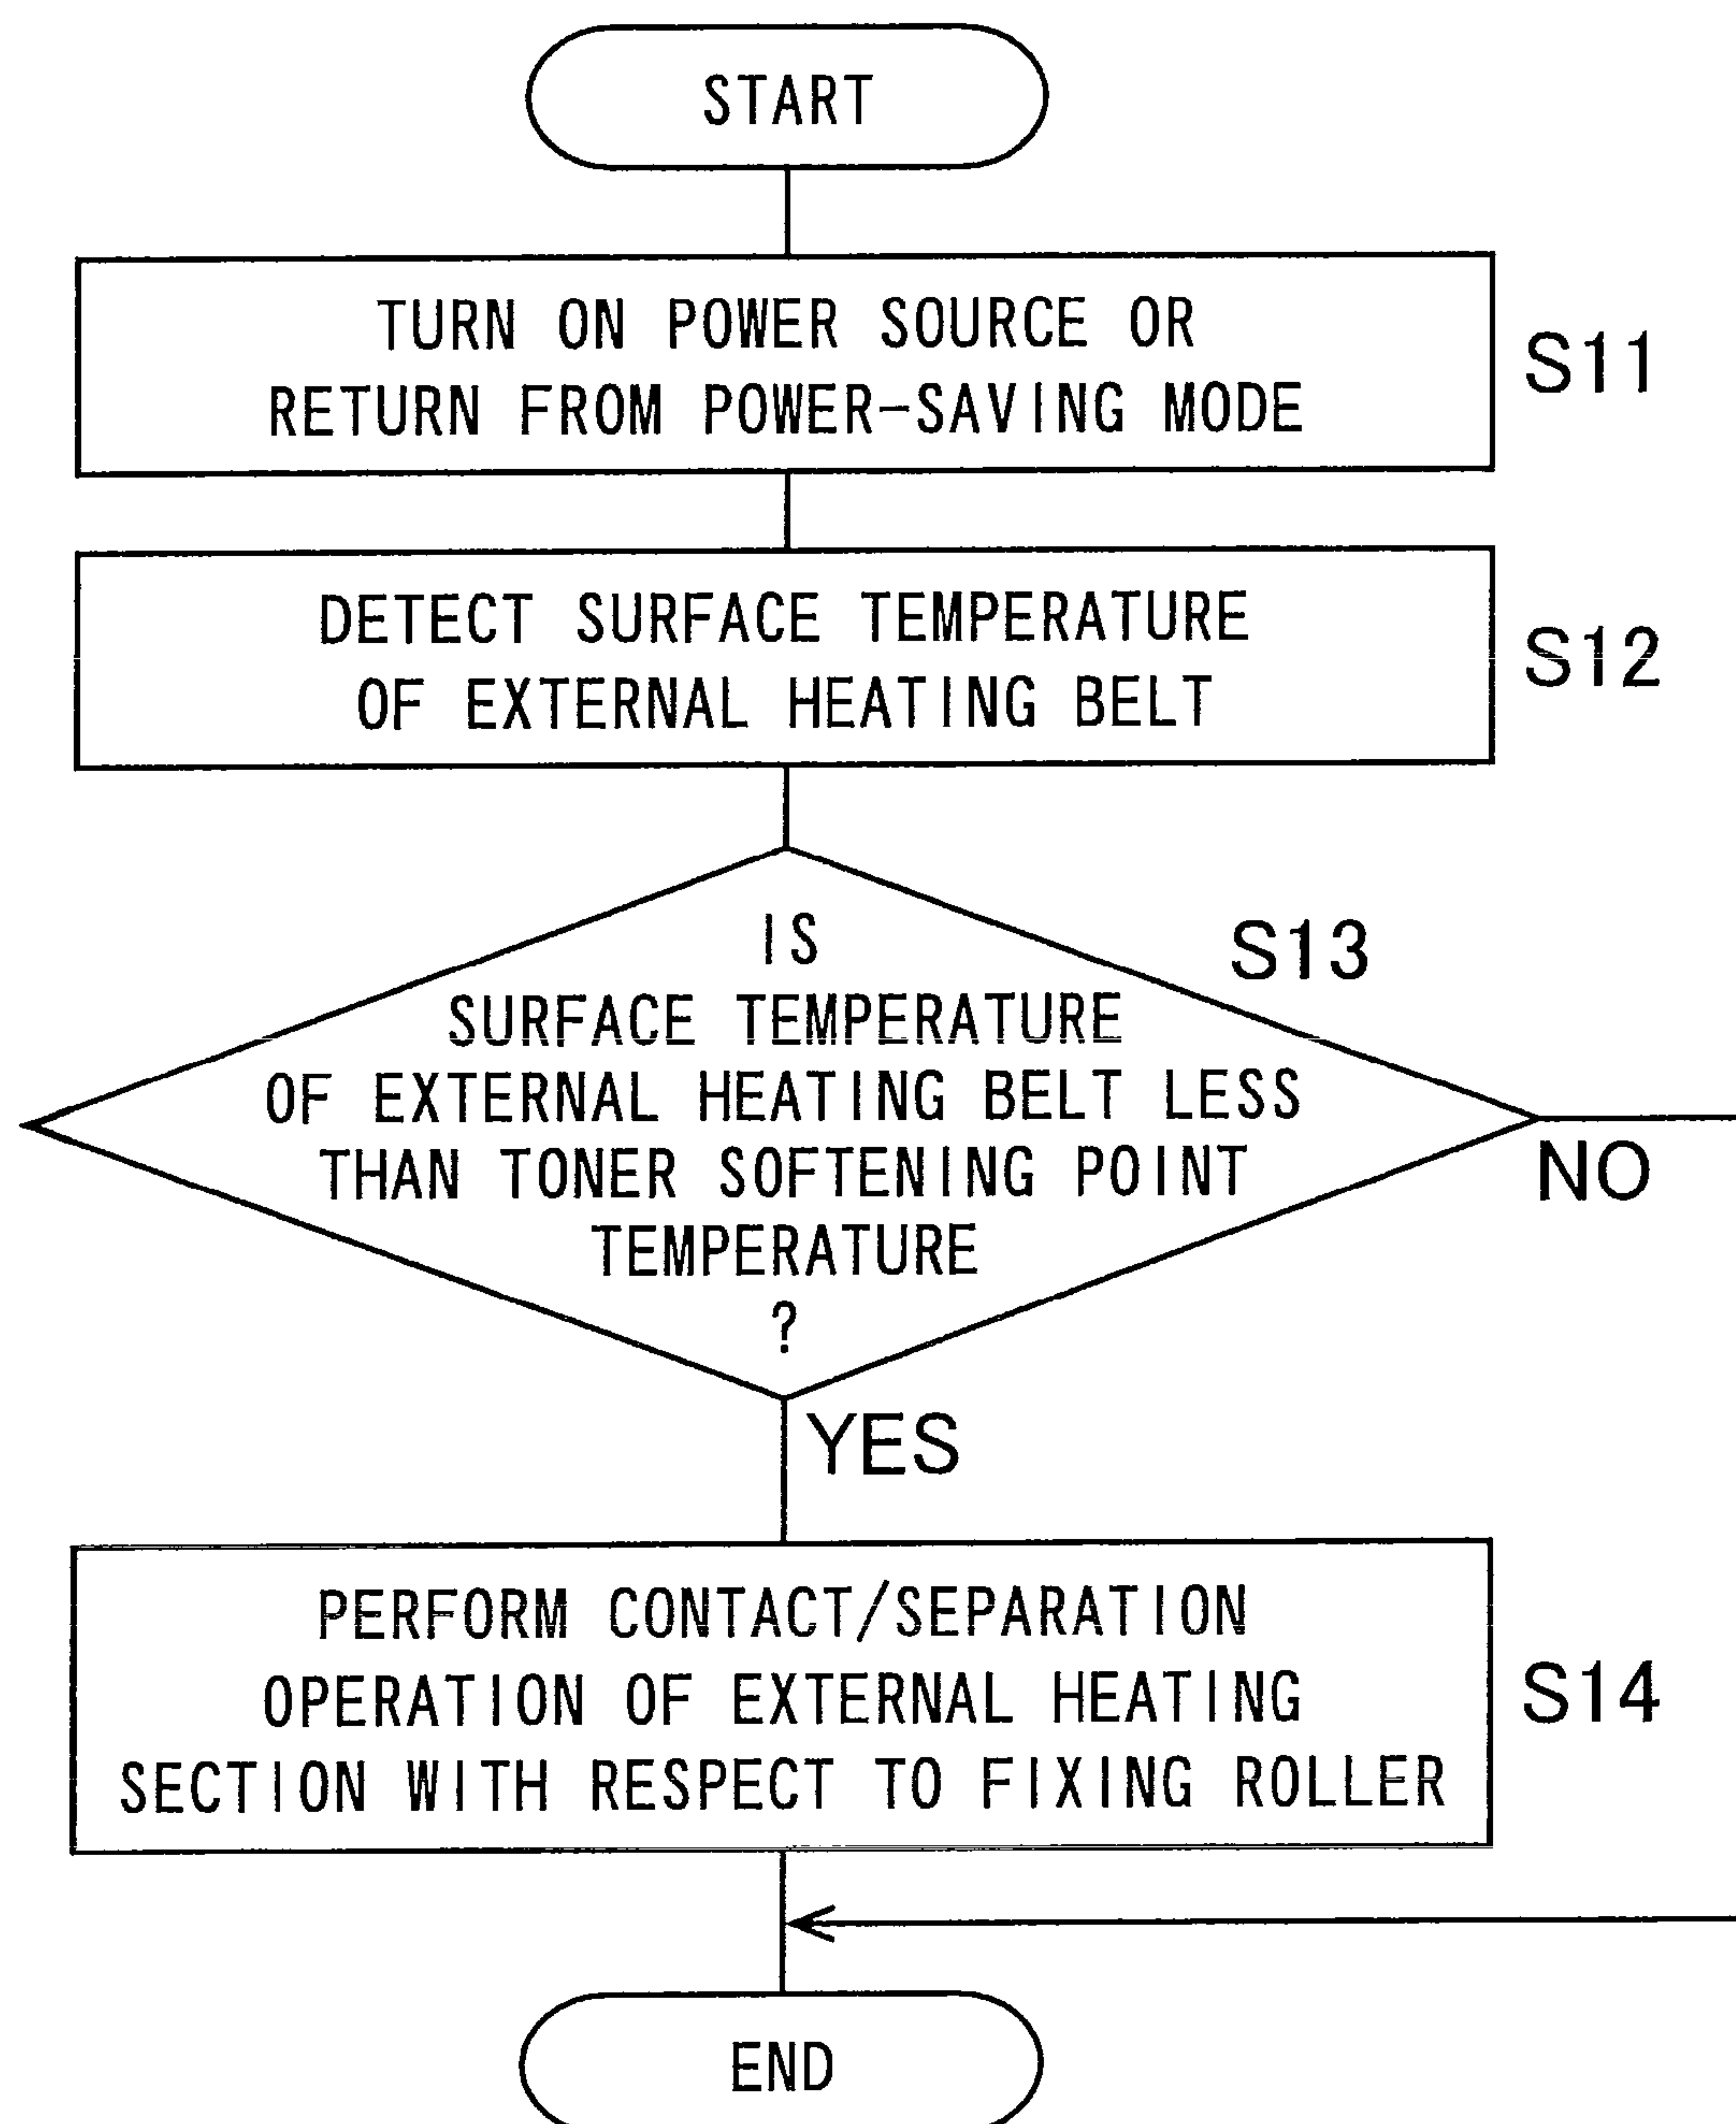 START
TURN ON POWER SOURCE OR
RETURN FROM POWER-SAVING MODE
S11
DETECT SURFACE TEMPERATURE
OF EXTERNAL HEATING BELT
S12
IS
SURFACE TEMPERATURE
OF EXTERNAL HEATING BELT LESS
THAN TONER SOFTENING POINT
TEMPERATURE
?
S13
NO
YES
PERFORM CONTACT/SEPARATION
OPERATION OF EXTERNAL HEATING
SECTION WITH RESPECT TO FIXING ROLLER
S14
END